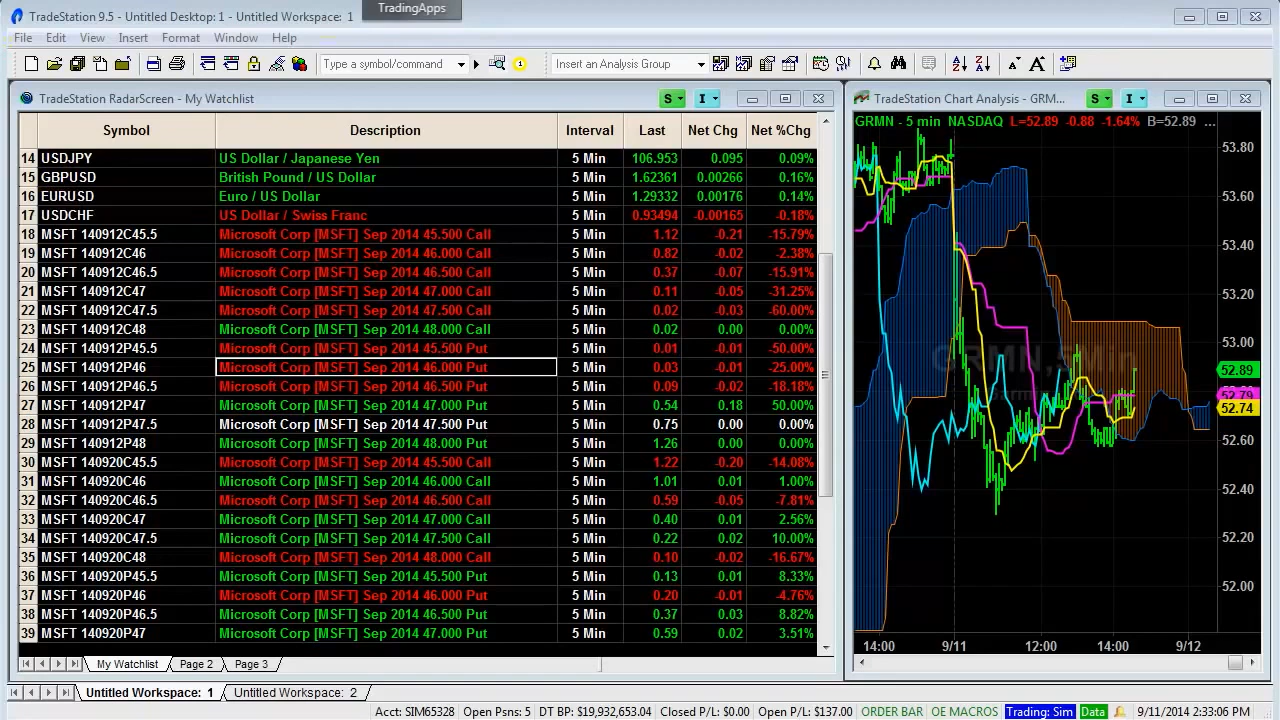 TradeStation 9.5 - Untitled Desktop: 1 - Untitled Workspace: 1
TradingApps
File Edit View Insert Format Window Help
Type a symbol/command
Insert an Analysis Group
TradeStation RadarScreen - My Watchlist
S I
Symbol Description Interval Last Net Chg Net %Chg
14 USDJPY US Dollar / Japanese Yen 5 Min 106.953 0.095 0.09%
15 GBPUSD British Pound / US Dollar 5 Min 1.62361 0.00266 0.16%
16 EURUSD Euro / US Dollar 5 Min 1.29332 0.00176 0.14%
17 USDCHF US Dollar / Swiss Franc 5 Min 0.93494 -0.00165 -0.18%
18 MSFT 140912C45.5 Microsoft Corp [MSFT] Sep 2014 45.500 Call 5 Min 1.12 -0.21 -15.79%
19 MSFT 140912C46 Microsoft Corp [MSFT] Sep 2014 46.000 Call 5 Min 0.82 -0.02 -2.38%
20 MSFT 140912C46.5 Microsoft Corp [MSFT] Sep 2014 46.500 Call 5 Min 0.37 -0.07 -15.91%
21 MSFT 140912C47 Microsoft Corp [MSFT] Sep 2014 47.000 Call 5 Min 0.11 -0.05 -31.25%
22 MSFT 140912C47.5 Microsoft Corp [MSFT] Sep 2014 47.500 Call 5 Min 0.02 -0.03 -60.00%
23 MSFT 140912C48 Microsoft Corp [MSFT] Sep 2014 48.000 Call 5 Min 0.02 0.00 0.00%
24 MSFT 140912P45.5 Microsoft Corp [MSFT] Sep 2014 45.500 Put 5 Min 0.01 -0.01 -50.00%
25 MSFT 140912P46 Microsoft Corp [MSFT] Sep 2014 46.000 Put 5 Min 0.03 -0.01 -25.00%
26 MSFT 140912P46.5 Microsoft Corp [MSFT] Sep 2014 46.500 Put 5 Min 0.09 -0.02 -18.18%
27 MSFT 140912P47 Microsoft Corp [MSFT] Sep 2014 47.000 Put 5 Min 0.54 0.18 50.00%
28 MSFT 140912P47.5 Microsoft Corp [MSFT] Sep 2014 47.500 Put 5 Min 0.75 0.00 0.00%
29 MSFT 140912P48 Microsoft Corp [MSFT] Sep 2014 48.000 Put 5 Min 1.26 0.00 0.00%
30 MSFT 140920C45.5 Microsoft Corp [MSFT] Sep 2014 45.500 Call 5 Min 1.22 -0.20 -14.08%
31 MSFT 140920C46 Microsoft Corp [MSFT] Sep 2014 46.000 Call 5 Min 1.01 0.01 1.00%
32 MSFT 140920C46.5 Microsoft Corp [MSFT] Sep 2014 46.500 Call 5 Min 0.59 -0.05 -7.81%
33 MSFT 140920C47 Microsoft Corp [MSFT] Sep 2014 47.000 Call 5 Min 0.40 0.01 2.56%
34 MSFT 140920C47.5 Microsoft Corp [MSFT] Sep 2014 47.500 Call 5 Min 0.22 0.02 10.00%
35 MSFT 140920C48 Microsoft Corp [MSFT] Sep 2014 48.000 Call 5 Min 0.10 -0.02 -16.67%
36 MSFT 140920P45.5 Microsoft Corp [MSFT] Sep 2014 45.500 Put 5 Min 0.13 0.01 8.33%
37 MSFT 140920P46 Microsoft Corp [MSFT] Sep 2014 46.000 Put 5 Min 0.20 -0.01 -4.76%
38 MSFT 140920P46.5 Microsoft Corp [MSFT] Sep 2014 46.500 Put 5 Min 0.37 0.03 8.82%
39 MSFT 140920P47 Microsoft Corp [MSFT] Sep 2014 47.000 Put 5 Min 0.59 0.02 3.51%
My Watchlist Page 2 Page 3
TradeStation Chart Analysis - GRM...
S I
GRMN - 5 min NASDAQ L=52.89 -0.88 -1.64% B=52.89 ...
53.80
53.60
53.40
53.20
53.00
GRMN,5Min
52.89
52.79
52.74
52.60
52.40
52.20
52.00
14:00 9/11 12:00 14:00 9/12
Untitled Workspace: 1 Untitled Workspace: 2
Acct: SIM65328 Open Psns: 5 DT BP: $19,932,653.04 Closed P/L: $0.00 Open P/L: $137.00 ORDER BAR OE MACROS Trading: Sim Data 9/11/2014 2:33:06 PM